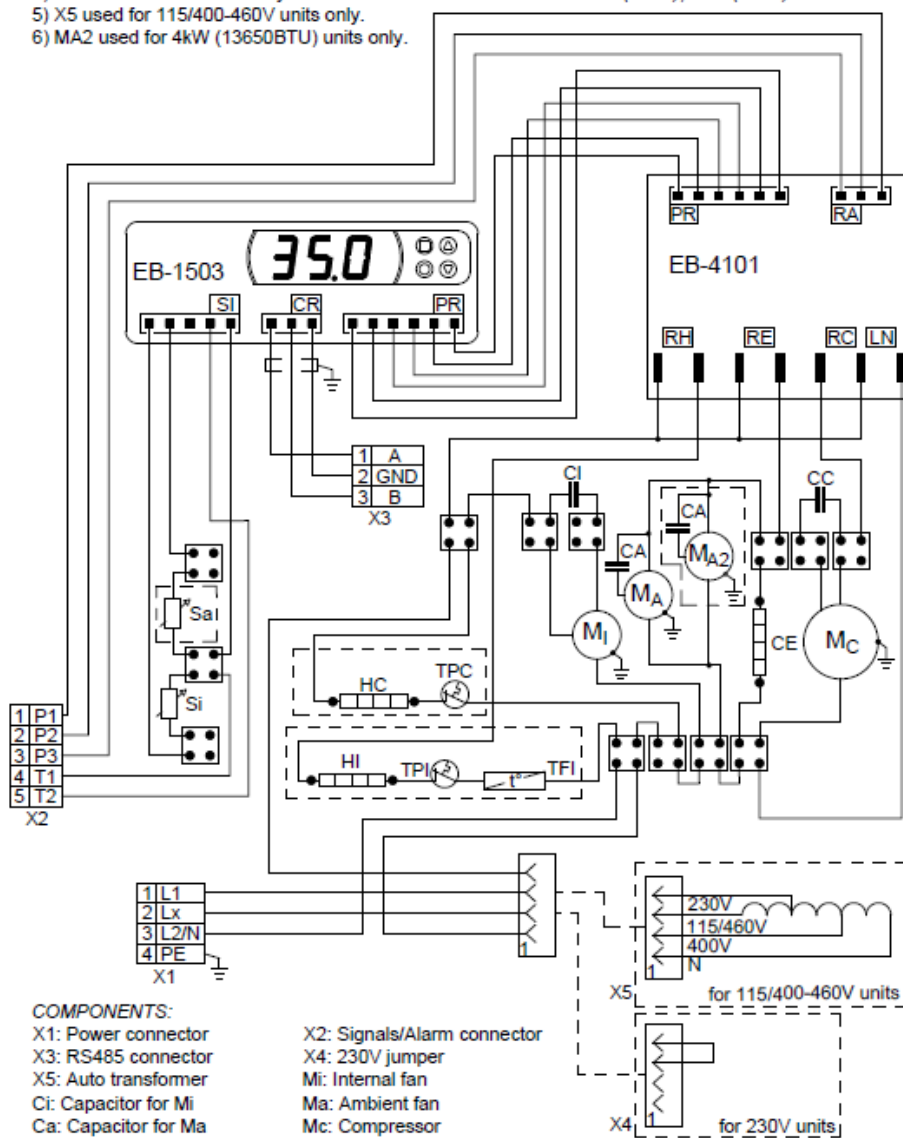 5) X5 used for 115/400-460V units only.
6) MA2 used for 4kW (13650BTU) units only.
PR
RA
EB-4101
EB-1503
35.0
SI
CR
PR
RH
RE
RC
LN
1 A
2 GND
3 B
X3
CI
CC
CA
CA
MA2
MA
MI
CE
MC
Sa
Si
HC
TPC
HI
TPI
t°
TFI
1 P1
2 P2
3 P3
4 T1
5 T2
X2
1 L1
2 Lx
3 L2/N
4 PE
X1
1
230V
115/460V
400V
N
1
X5
for 115/400-460V units
1
X4
for 230V units
COMPONENTS:
X1: Power connector
X2: Signals/Alarm connector
X3: RS485 connector
X4: 230V jumper
X5: Auto transformer
Mi: Internal fan
Ci: Capacitor for Mi
Ma: Ambient fan
Ca: Capacitor for Ma
Mc: Compressor